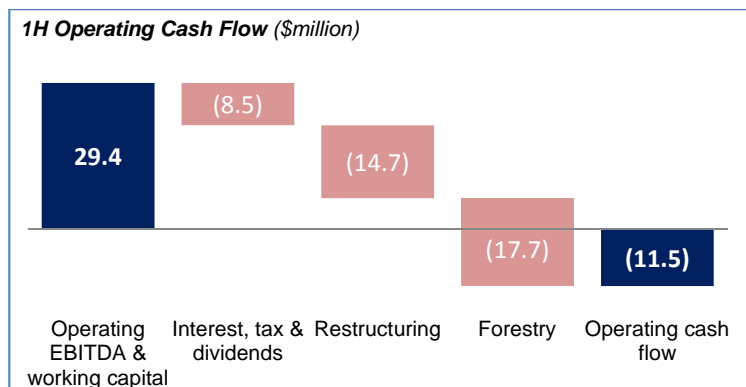 1H Operating Cash Flow ($million)
29.4
(8.5)
(14.7)
(17.7)
(11.5)
Operating EBITDA & working capital
Interest, tax & dividends
Restructuring
Forestry
Operating cash flow